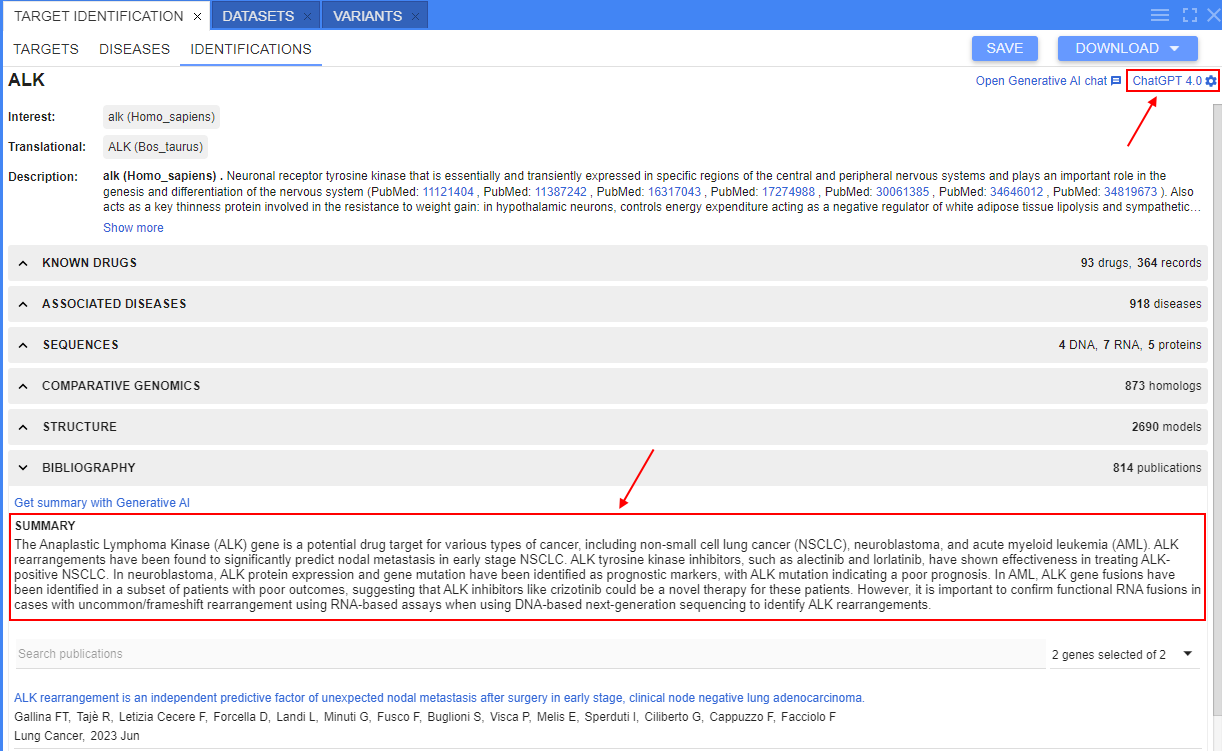 TARGET IDENTIFICATION × DATASETS × VARIANTS ×
TARGETS DISEASES IDENTIFICATIONS SAVE DOWNLOAD
ALK Open Generative AI chat ChatGPT 4.0
Interest: alk (Homo_sapiens)
Translational: ALK (Bos_taurus)
Description: alk (Homo_sapiens) . Neuronal receptor tyrosine kinase that is essentially and transiently expressed in specific regions of the central and peripheral nervous systems and plays an important role in the
genesis and differentiation of the nervous system (PubMed: 11121404 , PubMed: 11387242 , PubMed: 16317043 , PubMed: 17274988 , PubMed: 30061385 , PubMed: 34646012 , PubMed: 34819673 ). Also
acts as a key thinness protein involved in the resistance to weight gain: in hypothalamic neurons, controls energy expenditure acting as a negative regulator of white adipose tissue lipolysis and sympathetic...
Show more
KNOWN DRUGS 93 drugs, 364 records
ASSOCIATED DISEASES 918 diseases
SEQUENCES 4 DNA, 7 RNA, 5 proteins
COMPARATIVE GENOMICS 873 homologs
STRUCTURE 2690 models
BIBLIOGRAPHY 814 publications
Get summary with Generative AI
SUMMARY
The Anaplastic Lymphoma Kinase (ALK) gene is a potential drug target for various types of cancer, including non-small cell lung cancer (NSCLC), neuroblastoma, and acute myeloid leukemia (AML). ALK
rearrangements have been found to significantly predict nodal metastasis in early stage NSCLC. ALK tyrosine kinase inhibitors, such as alectinib and lorlatinib, have shown effectiveness in treating ALK-
positive NSCLC. In neuroblastoma, ALK protein expression and gene mutation have been identified as prognostic markers, with ALK mutation indicating a poor prognosis. In AML, ALK gene fusions have
been identified in a subset of patients with poor outcomes, suggesting that ALK inhibitors like crizotinib could be a novel therapy for these patients. However, it is important to confirm functional RNA fusions in
cases with uncommon/frameshift rearrangement using RNA-based assays when using DNA-based next-generation sequencing to identify ALK rearrangements.
Search publications 2 genes selected of 2
ALK rearrangement is an independent predictive factor of unexpected nodal metastasis after surgery in early stage, clinical node negative lung adenocarcinoma.
Gallina FT, Tajè R, Letizia Cecere F, Forcella D, Landi L, Minuti G, Fusco F, Buglioni S, Visca P, Melis E, Sperduti I, Ciliberto G, Cappuzzo F, Facciolo F
Lung Cancer, 2023 Jun